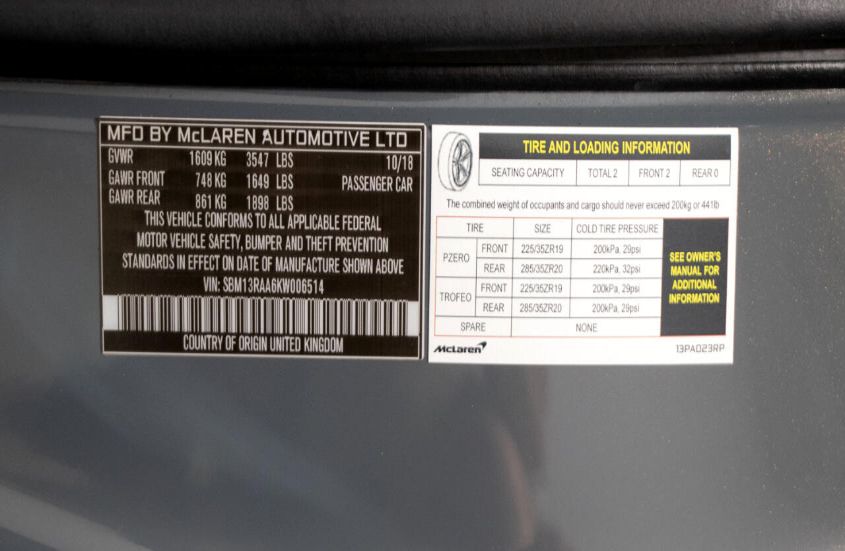 MFD BY McLAREN AUTOMOTIVE LTD
GVWR 1609 KG 3547 LBS 10/18
GAWR FRONT 748 KG 1649 LBS PASSENGER CAR
GAWR REAR 861 KG 1898 LBS
THIS VEHICLE CONFORMS TO ALL APPLICABLE FEDERAL
MOTOR VEHICLE SAFETY, BUMPER AND THEFT PREVENTION
STANDARDS IN EFFECT ON DATE OF MANUFACTURE SHOWN ABOVE
VIN: SBM13RAA6KW006514
COUNTRY OF ORIGIN UNITED KINGDOM
TIRE AND LOADING INFORMATION
SEATING CAPACITY TOTAL 2 FRONT 2 REAR 0
The combined weight of occupants and cargo should never exceed 200kg or 441lb
TIRE SIZE COLD TIRE PRESSURE
PZERO FRONT 225/35ZR19 200kPa, 29psi
REAR 285/35ZR20 220kPa, 32psi
TROFEO FRONT 225/35ZR19 200kPa, 29psi
REAR 285/35ZR20 200kPa, 29psi
SPARE NONE
SEE OWNER'S
MANUAL FOR
ADDITIONAL
INFORMATION
McLaren 13PA023RP